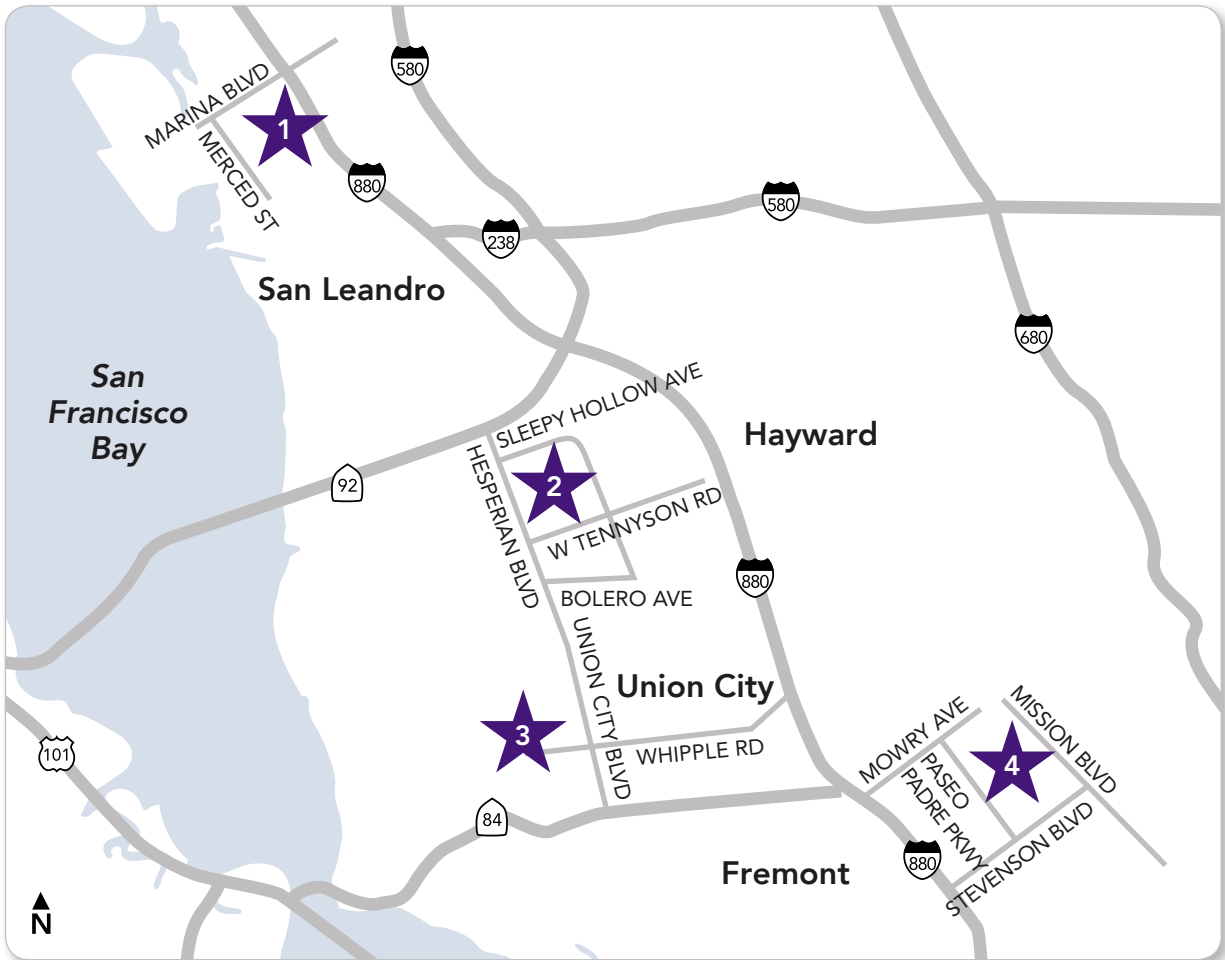 580
MARINA BLVD
1
MERCED ST
880
580
238
San Leandro
680
San
Francisco
Bay
SLEEPY HOLLOW AVE
Hayward
HESPERIAN BLVD
92
2
W TENNYSON RD
880
BOLERO AVE
UNION CITY BLVD
Union City
3
WHIPPLE RD
101
MOWRY AVE
MISSION BLVD
4
PASEO
PADRE PKWY
84
STEVENSON BLVD
880
Fremont
N